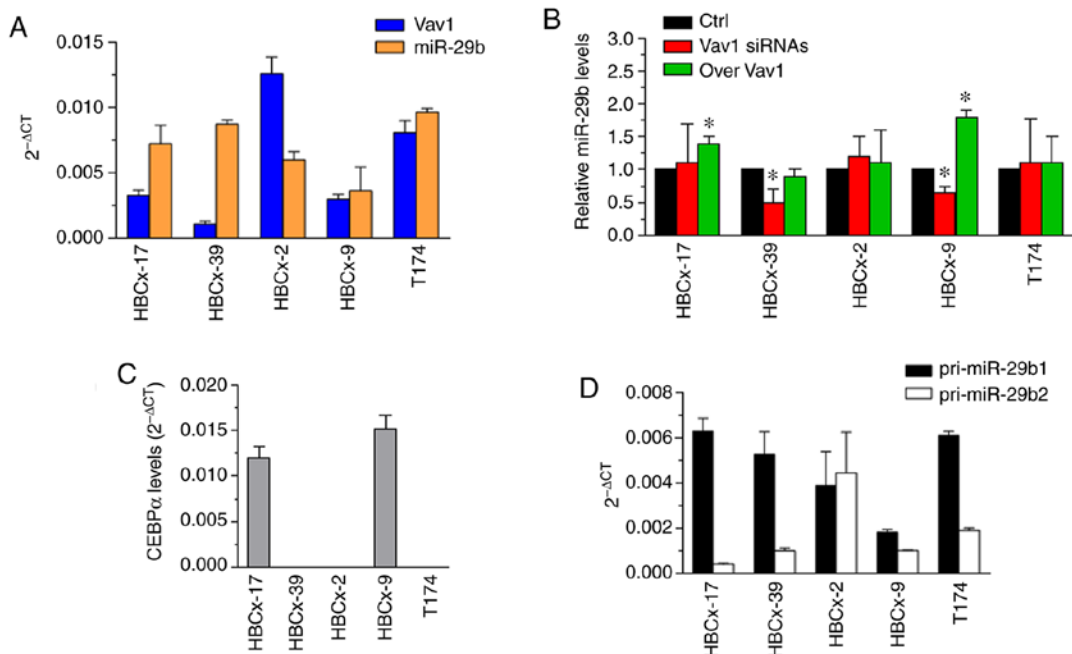 A
Vav1
miR-29b
2−ΔCT
0.015
0.010
0.005
0.000
HBCx-17
HBCx-39
HBCx-2
HBCx-9
T174
B
Ctrl
Vav1 siRNAs
Over Vav1
Relative miR-29b levels
3.0
2.5
2.0
1.5
1.0
0.5
0.0
*
*
*
*
HBCx-17
HBCx-39
HBCx-2
HBCx-9
T174
C
CEBPα levels (2−ΔCT)
0.020
0.015
0.010
0.005
0.000
HBCx-17
HBCx-39
HBCx-2
HBCx-9
T174
D
pri-miR-29b1
pri-miR-29b2
2−ΔCT
0.008
0.006
0.004
0.002
0.000
HBCx-17
HBCx-39
HBCx-2
HBCx-9
T174